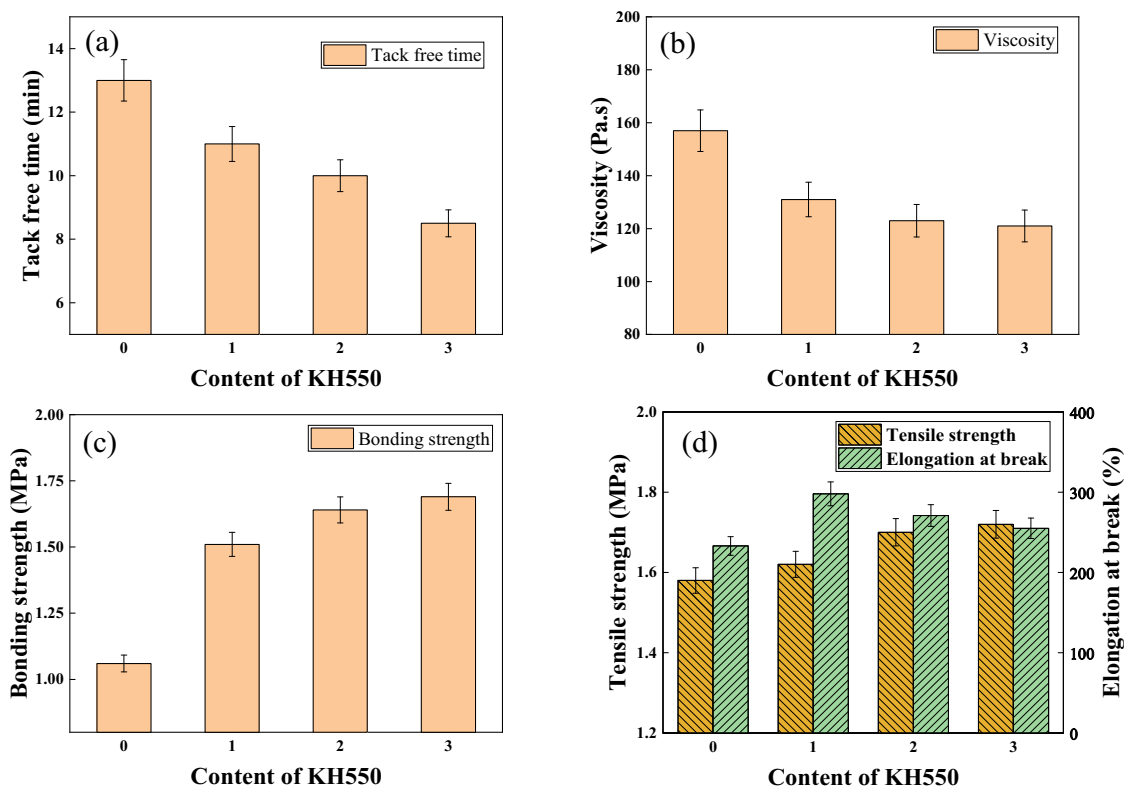 (a)
Tack free time
Tack free time (min)
14
12
10
8
6
0 1 2 3
Content of KH550
(b)
Viscosity
Viscosity (Pa.s)
200
180
160
140
120
100
80
0 1 2 3
Content of KH550
(c)
Bonding strength
Bonding strength (MPa)
2.00
1.75
1.50
1.25
1.00
0 1 2 3
Content of KH550
(d)
Tensile strength
Elongation at break
Tensile strength (MPa)
2.0
1.8
1.6
1.4
1.2
Elongation at break (%)
400
300
200
100
0
0 1 2 3
Content of KH550